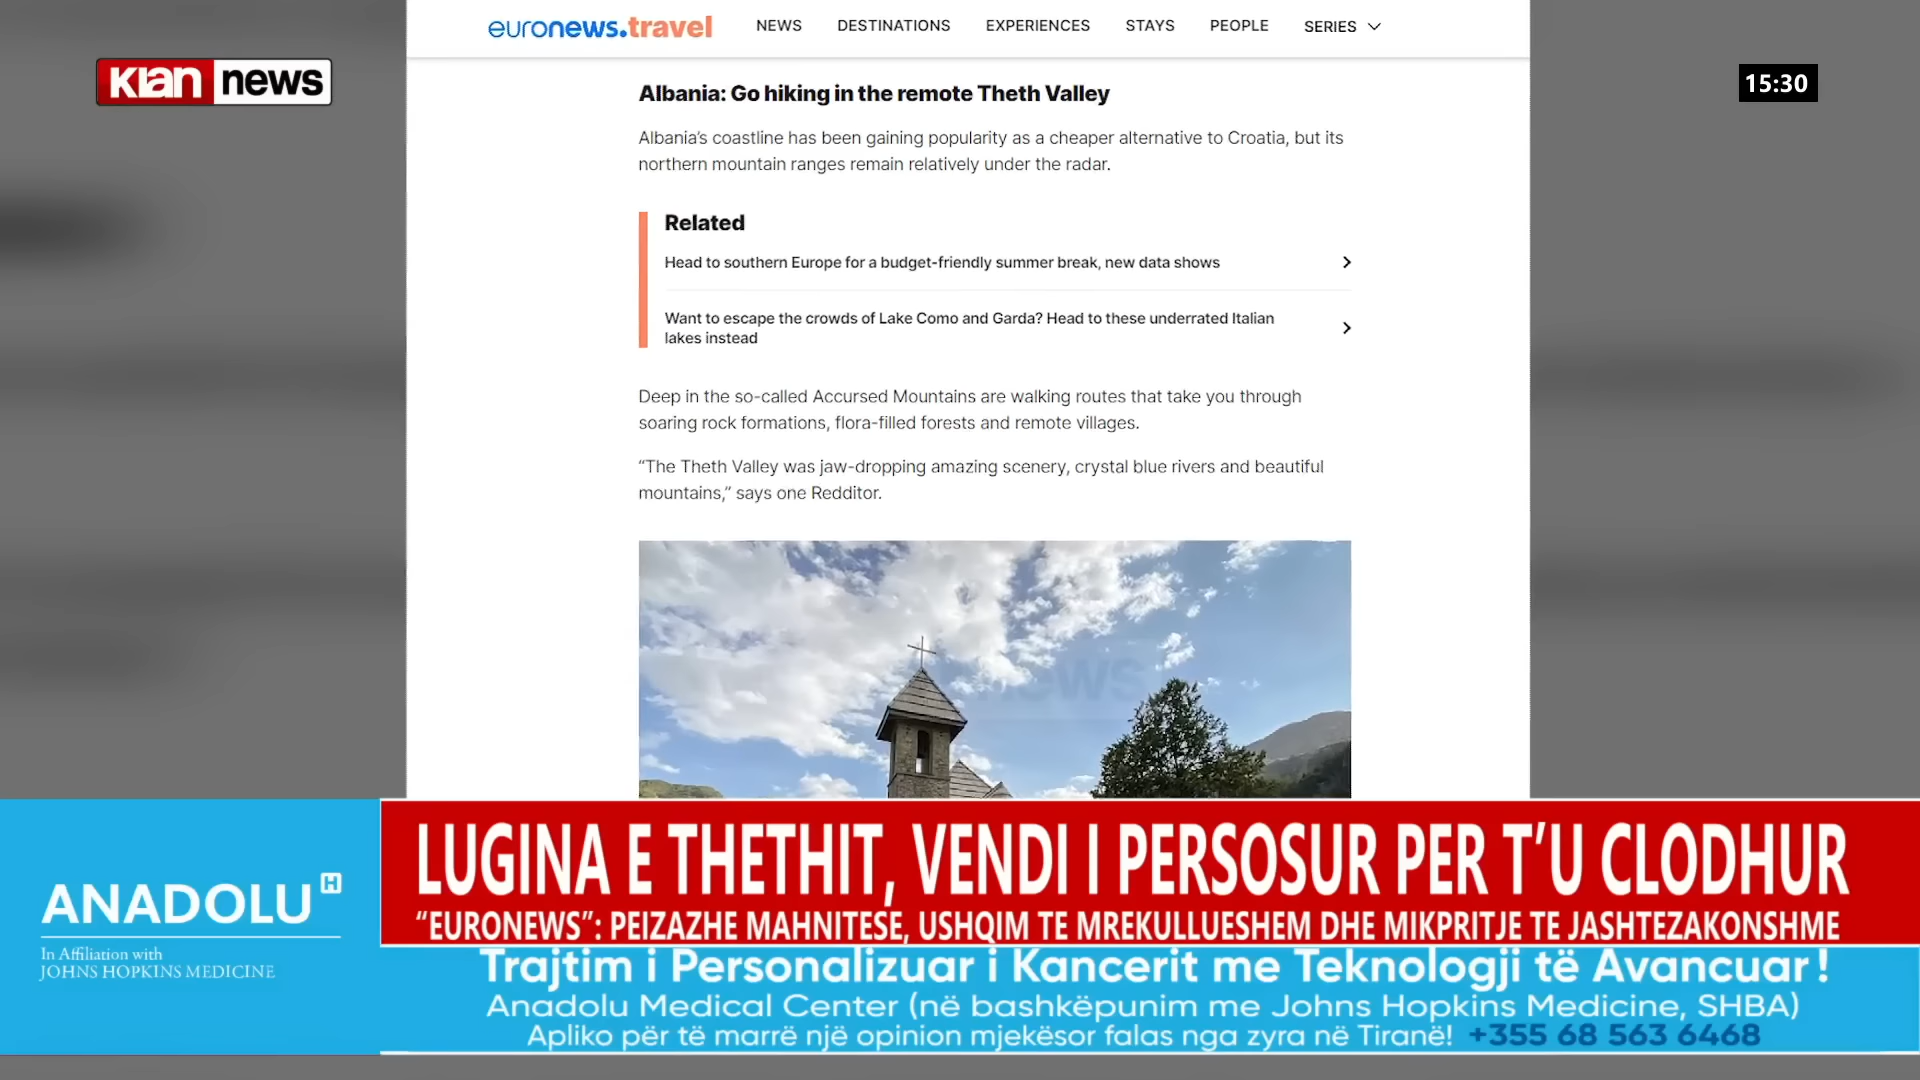 euronews.travel NEWS DESTINATIONS EXPERIENCES STAYS PEOPLE SERIES
Klan news
15:30
Albania: Go hiking in the remote Theth Valley
Albania’s coastline has been gaining popularity as a cheaper alternative to Croatia, but its
northern mountain ranges remain relatively under the radar.
Related
Head to southern Europe for a budget-friendly summer break, new data shows
Want to escape the crowds of Lake Como and Garda? Head to these underrated Italian
lakes instead
Deep in the so-called Accursed Mountains are walking routes that take you through
soaring rock formations, flora-filled forests and remote villages.
“The Theth Valley was jaw-dropping amazing scenery, crystal blue rivers and beautiful
mountains,” says one Redditor.
news
LUGINA E THETHIT, VENDI I PERSOSUR PER T’U CLODHUR
“EURONEWS”: PEIZAZHE MAHNITESE, USHQIM TE MREKULLUESHEM DHE MIKPRITJE TE JASHTEZAKONSHME
ANADOLU H
In Affiliation with
JOHNS HOPKINS MEDICINE
Trajtim i Personalizuar i Kancerit me Teknologji të Avancuar!
Anadolu Medical Center (në bashkëpunim me Johns Hopkins Medicine, SHBA)
Apliko për të marrë një opinion mjekësor falas nga zyra në Tiranë! +355 68 563 6468